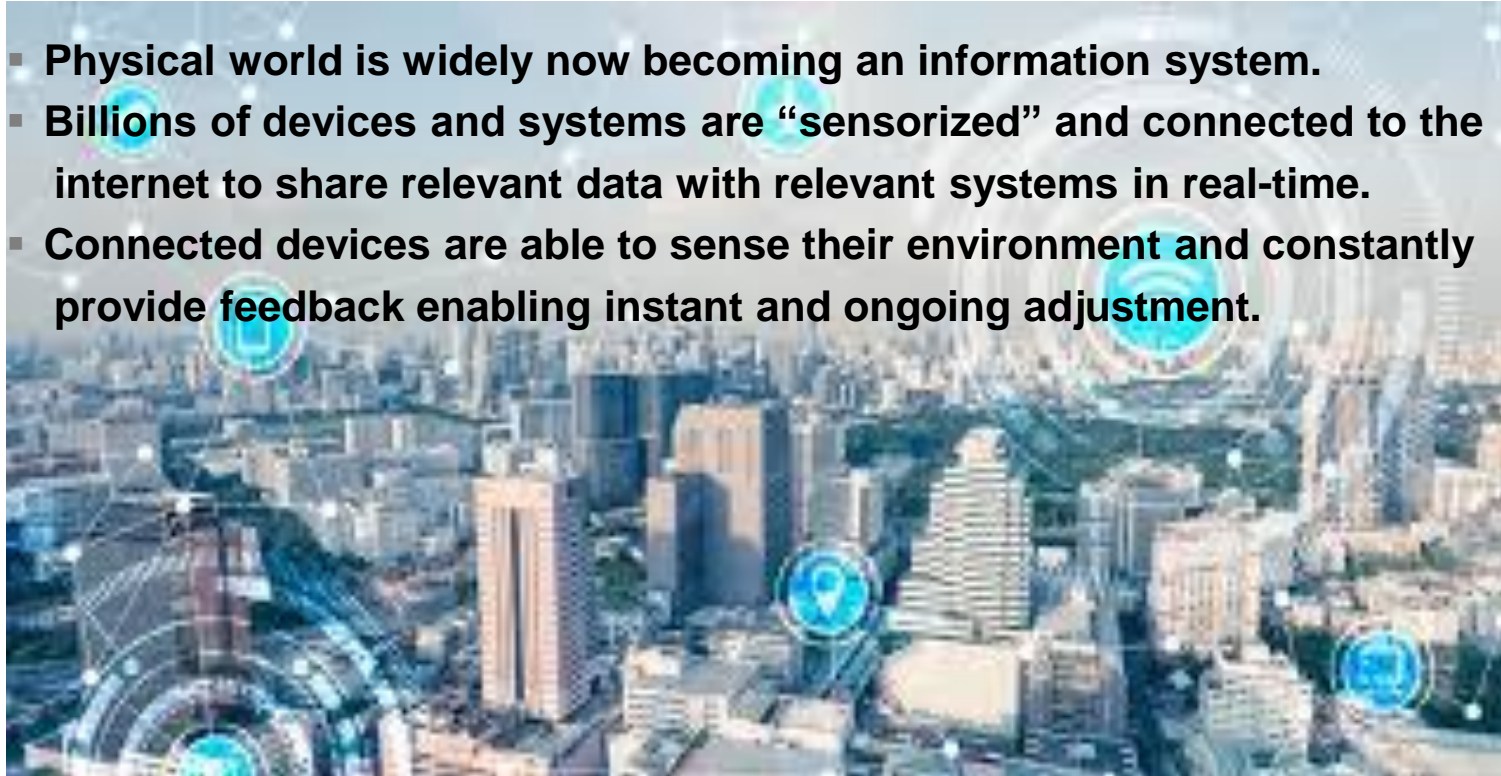 ▪ Physical world is widely now becoming an information system.
▪ Billions of devices and systems are “sensorized” and connected to the
internet to share relevant data with relevant systems in real-time.
▪ Connected devices are able to sense their environment and constantly
provide feedback enabling instant and ongoing adjustment.